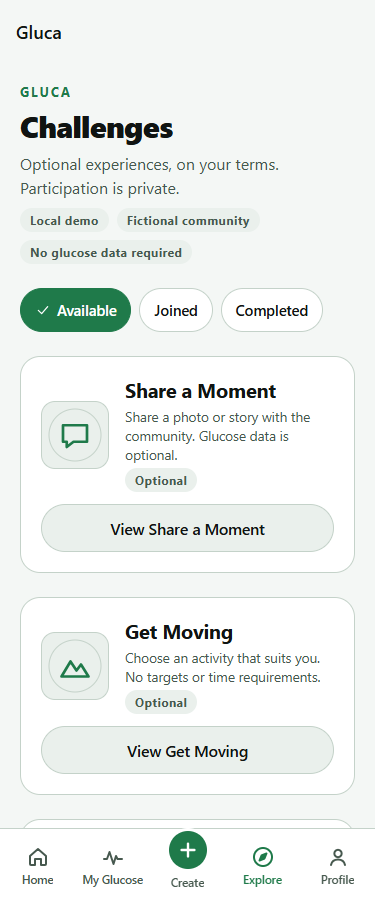 Gluca
GLUCA
Challenges
Optional experiences, on your terms.
Participation is private.
Local demo
Fictional community
No glucose data required
Available
Joined
Completed
Share a Moment
Share a photo or story with the
community. Glucose data is
optional.
Optional
View Share a Moment
Get Moving
Choose an activity that suits you.
No targets or time requirements.
Optional
View Get Moving
Home
My Glucose
Create
Explore
Profile